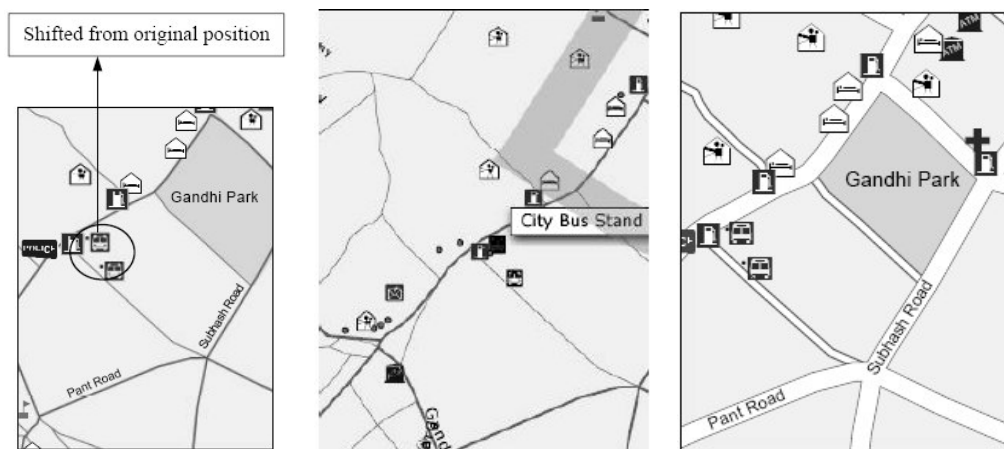 Shifted from original position
Gandhi Park
POLICE
Subhash Road
Pant Road
City Bus Stand
Gand
ATM
ATM
Gandhi Park
Subhash Road
Pant Road